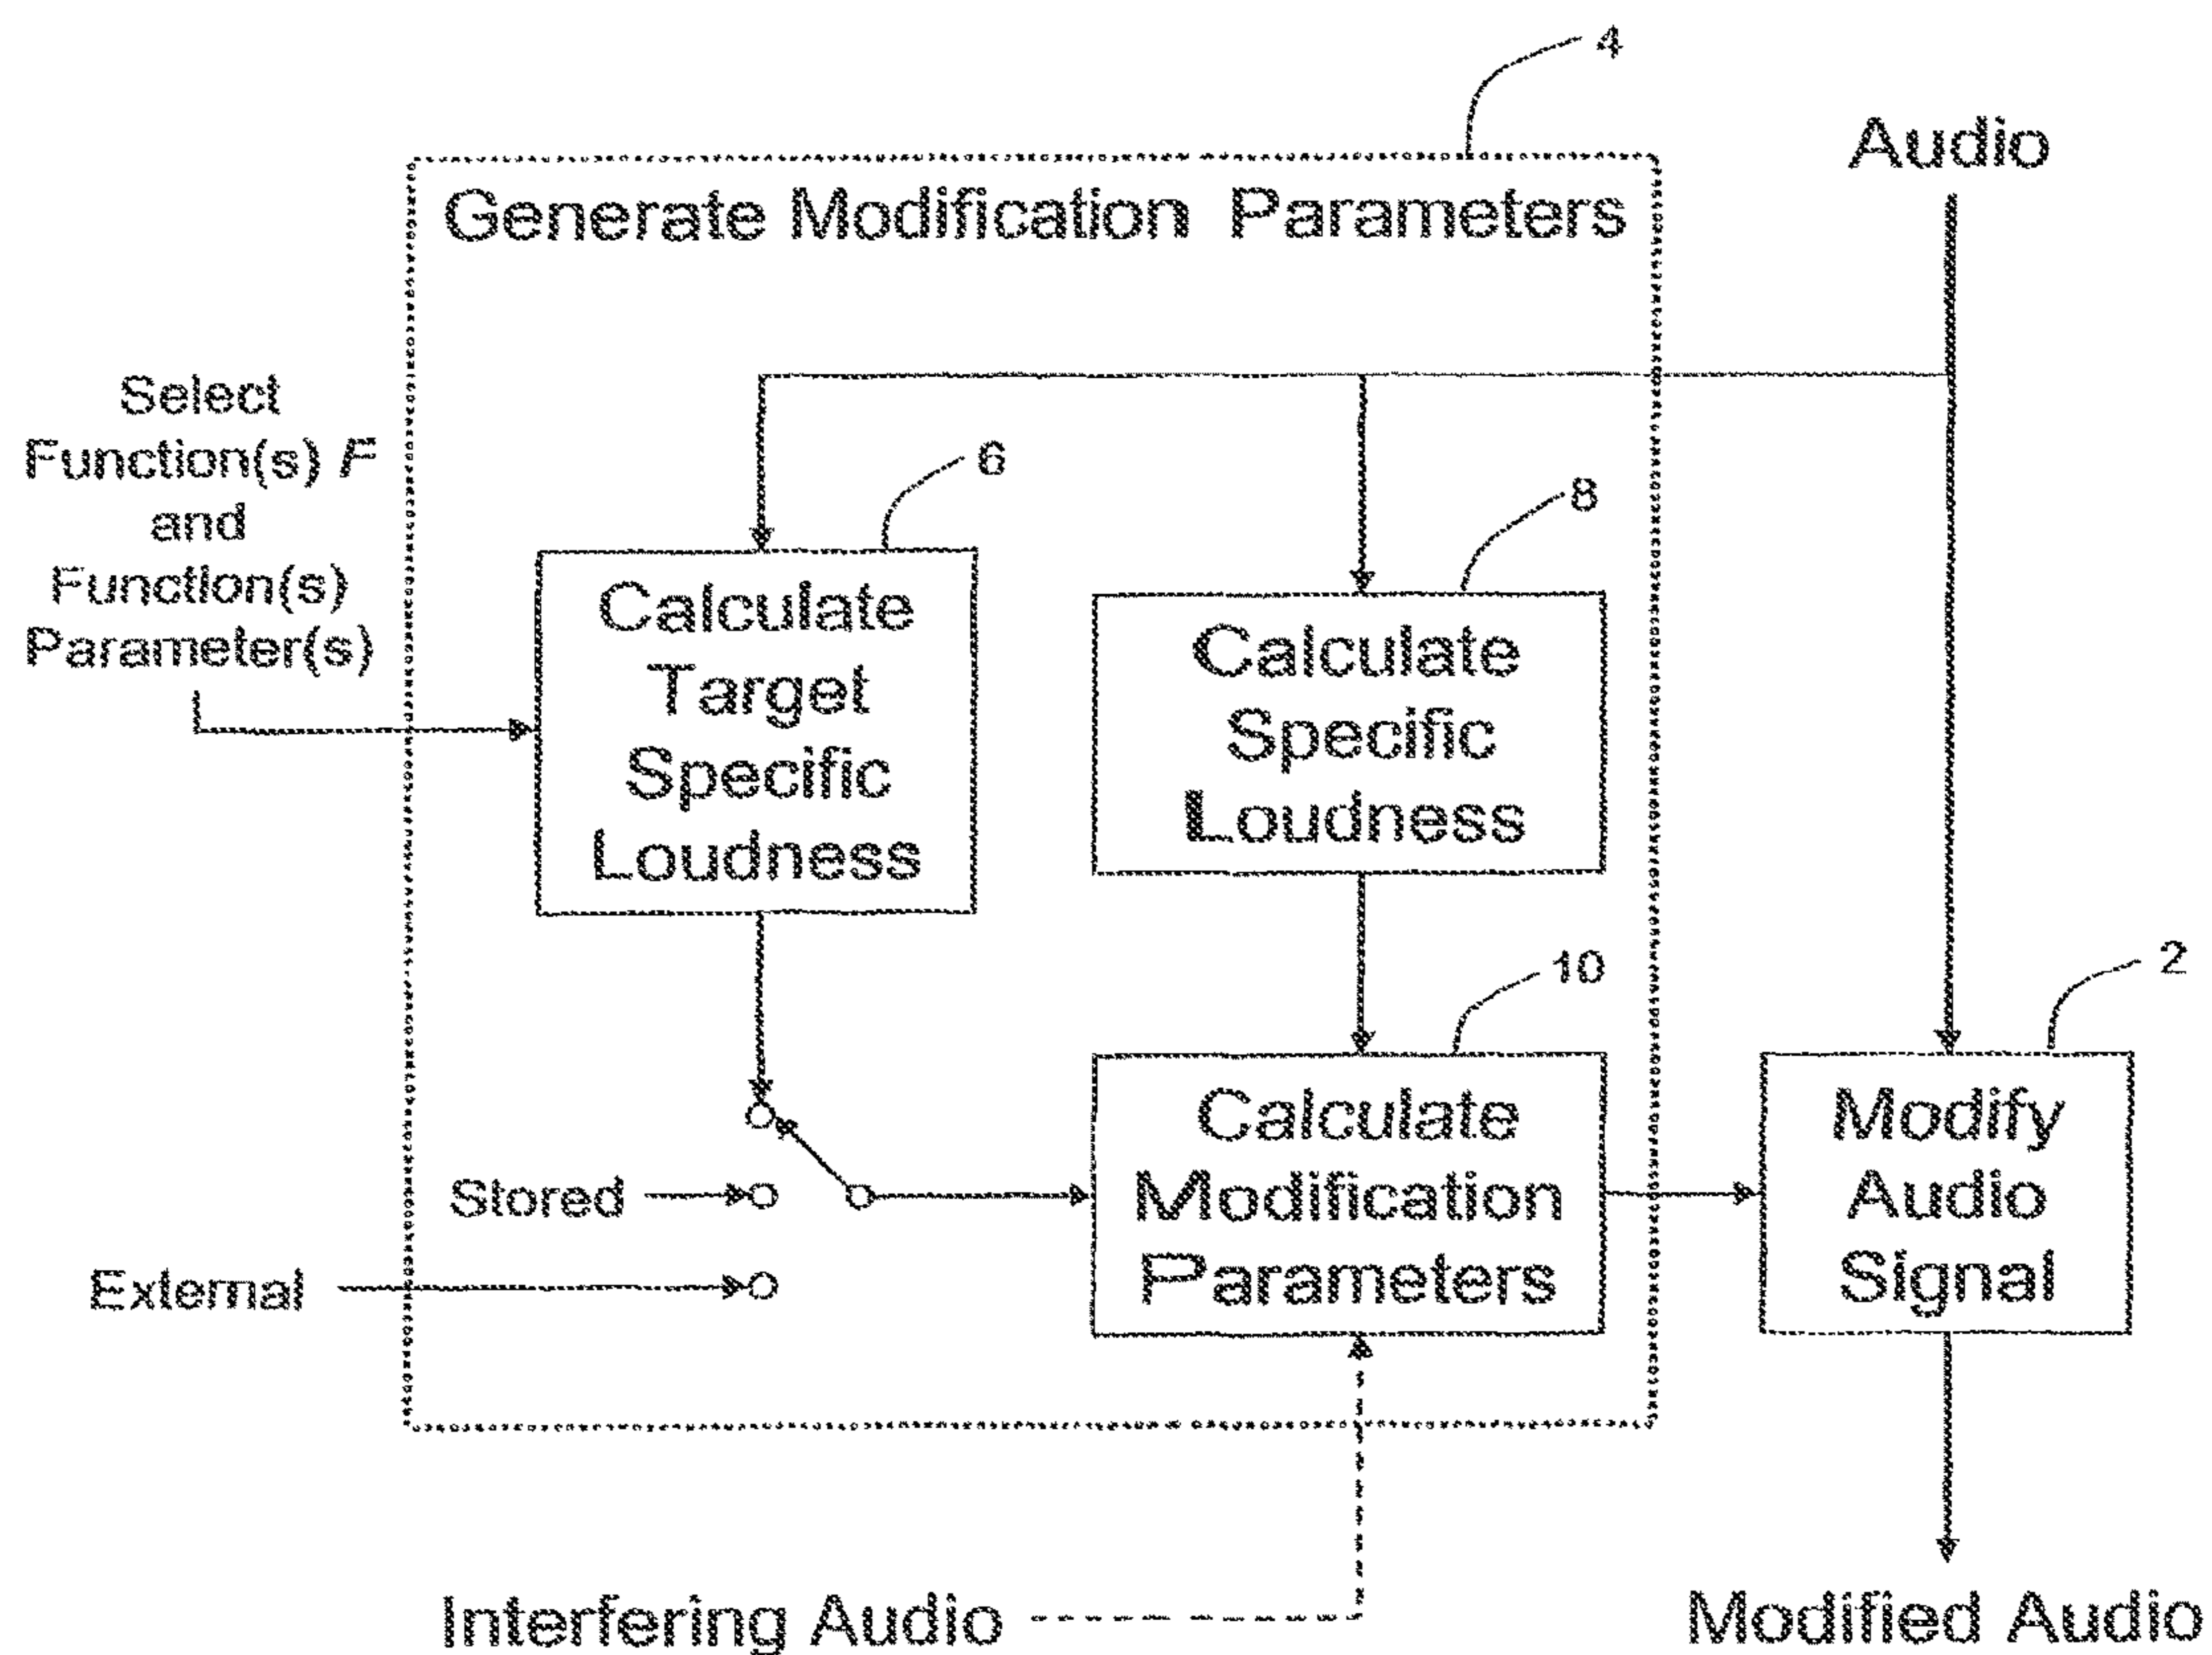 4
Audio
Generate Modification Parameters
Select
Function(s) F
and
Function(s)
Parameter(s)
6
8
Calculate
Target
Specific
Loudness
Calculate
Specific
Loudness
10
2
Calculate
Modification
Parameters
Modify
Audio
Signal
Stored
External
Interfering Audio
Modified Audio